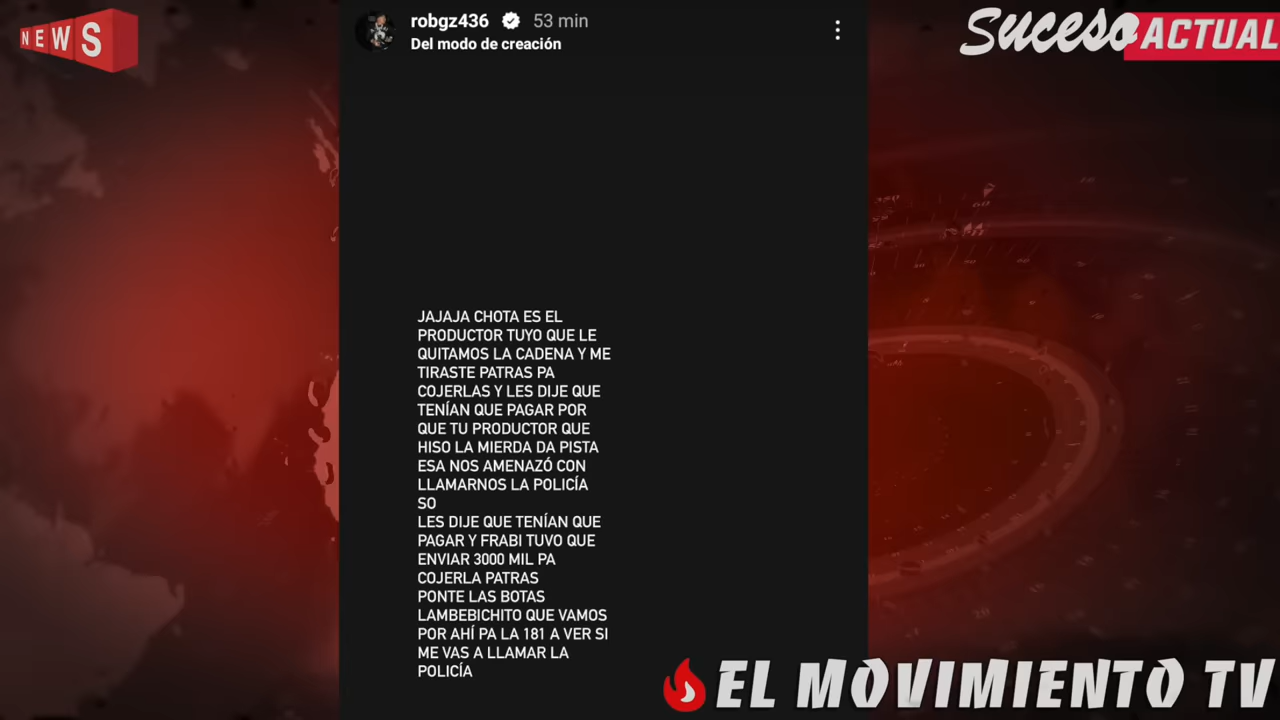 NEWS
robgz436 53 min
Del modo de creación
Suceso ACTUAL
JAJAJA CHOTA ES EL
PRODUCTOR TUYO QUE LE
QUITAMOS LA CADENA Y ME
TIRASTE PATRAS PA
COJERLAS Y LES DIJE QUE
TENÍAN QUE PAGAR POR
QUE TU PRODUCTOR QUE
HISO LA MIERDA DA PISTA
ESA NOS AMENAZÓ CON
LLAMARNOS LA POLICÍA
SO
LES DIJE QUE TENÍAN QUE
PAGAR Y FRABI TUVO QUE
ENVIAR 3000 MIL PA
COJERLA PATRAS
PONTE LAS BOTAS
LAMBEBICHITO QUE VAMOS
POR AHÍ PA LA 181 A VER SI
ME VAS A LLAMAR LA
POLICÍA
EL MOVIMIENTO TV